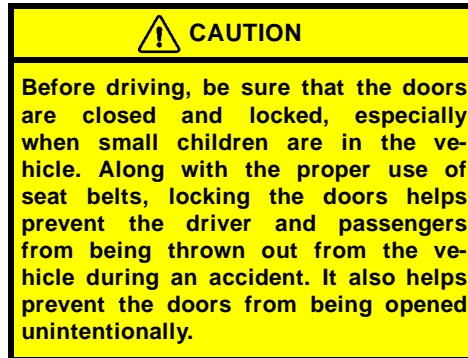 CAUTION
Before driving, be sure that the doors
are closed and locked, especially
when small children are in the ve-
hicle. Along with the proper use of
seat belts, locking the doors helps
prevent the driver and passengers
from being thrown out from the ve-
hicle during an accident. It also helps
prevent the doors from being opened
unintentionally.